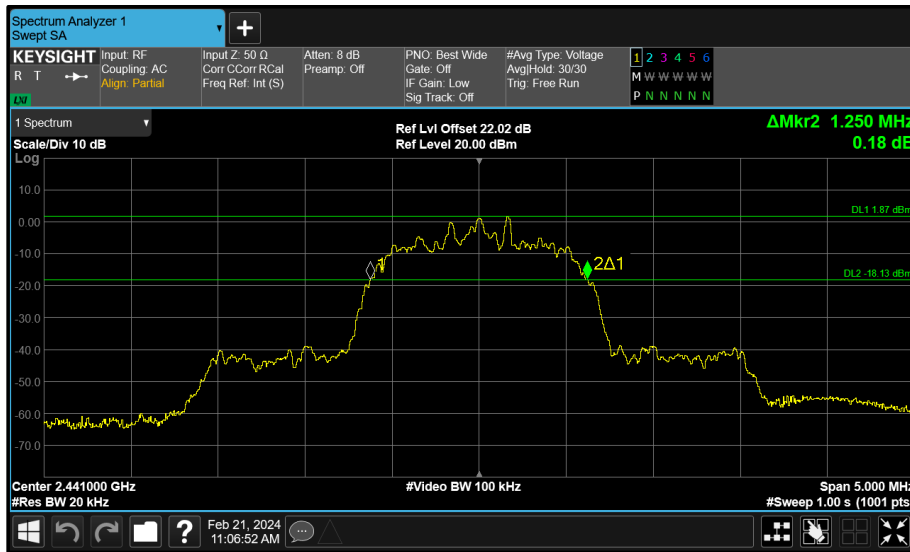 Spectrum Analyzer 1
Swept SA
KEYSIGHT
R T
LXI
Input: RF
Coupling: AC
Align: Partial
Input Z: 50 Ω
Corr CCorr RCal
Freq Ref: Int (S)
Atten: 8 dB
Preamp: Off
PNO: Best Wide
Gate: Off
IF Gain: Low
Sig Track: Off
#Avg Type: Voltage
Avg|Hold: 30/30
Trig: Free Run
1 2 3 4 5 6
M W W W W W
P N N N N N
1 Spectrum
Scale/Div 10 dB
Log
Ref Lvl Offset 22.02 dB
Ref Level 20.00 dBm
ΔMkr2 1.250 MHz
0.18 dB
10.0
0.00
-10.0
-20.0
-30.0
-40.0
-50.0
-60.0
-70.0
DL1 1.87 dBm
1
2Δ1
DL2 -18.13 dBm
Center 2.441000 GHz
#Res BW 20 kHz
#Video BW 100 kHz
Span 5.000 MHz
#Sweep 1.00 s (1001 pts
Feb 21, 2024
11:06:52 AM